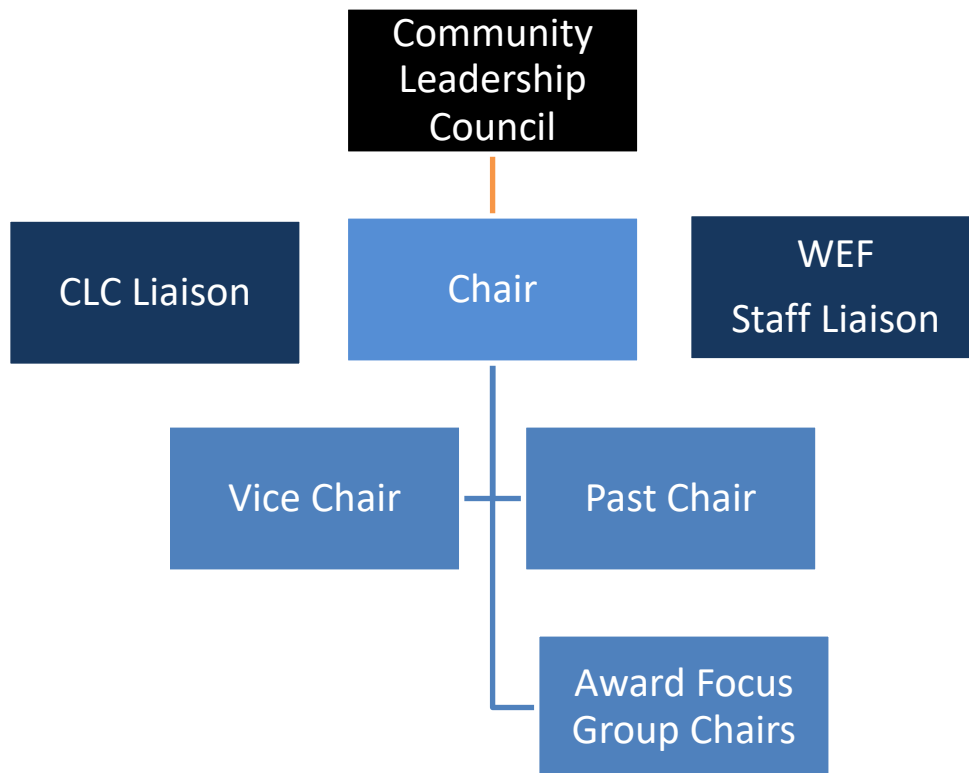 Community
Leadership
Council
CLC Liaison
Chair
WEF
Staff Liaison
Vice Chair
Past Chair
Award Focus
Group Chairs